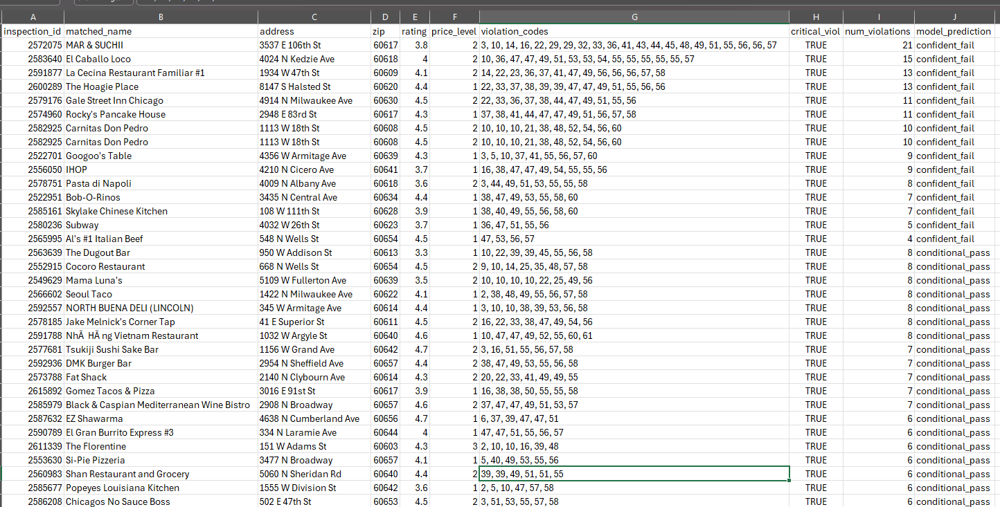 A B C D E F G H I J
inspection_id matched_name address zip rating price_level violation_codes critical_viol num_violations model_prediction
2572075 MAR & SUCHII 3537 E 106th St 60617 3.8 2 3, 10, 14, 16, 22, 29, 29, 32, 33, 36, 41, 43, 44, 45, 48, 49, 51, 55, 56, 56, 57 TRUE 21 confident_fail
2583640 El Caballo Loco 4024 N Kedzie Ave 60618 4 2 10, 36, 47, 47, 49, 51, 53, 53, 54, 55, 55, 55, 55, 55, 57 TRUE 15 confident_fail
2591877 La Cecina Restaurant Familiar #1 1934 W 47th St 60609 4.1 2 14, 22, 23, 36, 37, 41, 47, 49, 56, 56, 56, 57, 58 TRUE 13 confident_fail
2600289 The Hoagie Place 8147 S Halsted St 60620 4.4 1 22, 33, 37, 38, 39, 39, 47, 47, 49, 51, 55, 56, 56 TRUE 13 confident_fail
2579176 Gale Street Inn Chicago 4914 N Milwaukee Ave 60630 4.5 2 22, 33, 36, 37, 38, 44, 47, 49, 51, 55, 56 TRUE 11 confident_fail
2574960 Rocky's Pancake House 2948 E 83rd St 60617 4.3 1 37, 38, 41, 44, 47, 47, 49, 51, 56, 57, 58 TRUE 11 confident_fail
2582925 Carnitas Don Pedro 1113 W 18th St 60608 4.5 2 10, 10, 10, 21, 38, 48, 52, 54, 56, 60 TRUE 10 confident_fail
2582925 Carnitas Don Pedro 1113 W 18th St 60608 4.5 2 10, 10, 10, 21, 38, 48, 52, 54, 56, 60 TRUE 10 confident_fail
2522701 Googoo's Table 4356 W Armitage Ave 60639 4.3 1 3, 5, 10, 37, 41, 55, 56, 57, 60 TRUE 9 confident_fail
2556050 IHOP 4210 N Cicero Ave 60641 3.7 1 16, 38, 47, 47, 49, 54, 55, 55, 56 TRUE 9 confident_fail
2578751 Pasta di Napoli 4009 N Albany Ave 60618 3.6 2 3, 44, 49, 51, 53, 55, 55, 58 TRUE 8 confident_fail
2522951 Bob-O-Rinos 3435 N Central Ave 60634 4.4 1 38, 47, 49, 53, 55, 58, 60 TRUE 7 confident_fail
2585161 Skylake Chinese Kitchen 108 W 111th St 60628 3.9 1 38, 40, 49, 55, 56, 58, 60 TRUE 7 confident_fail
2580236 Subway 4032 W 26th St 60623 3.7 1 36, 47, 51, 55, 56 TRUE 5 confident_fail
2565995 Al's #1 Italian Beef 548 N Wells St 60654 4.5 1 47, 53, 56, 57 TRUE 4 confident_fail
2563639 The Dugout Bar 950 W Addison St 60613 3.3 1 10, 22, 39, 39, 45, 55, 56, 58 TRUE 8 conditional_pass
2552915 Cocoro Restaurant 668 N Wells St 60654 4.5 2 9, 10, 14, 25, 35, 48, 57, 58 TRUE 8 conditional_pass
2549629 Mama Luna's 5109 W Fullerton Ave 60639 3.5 2 10, 10, 10, 10, 22, 25, 49, 56 TRUE 8 conditional_pass
2566602 Seoul Taco 1422 N Milwaukee Ave 60622 4.1 1 2, 38, 48, 49, 55, 56, 57, 58 TRUE 8 conditional_pass
2592557 NORTH BUENA DELI (LINCOLN) 345 W Armitage Ave 60614 4.4 1 3, 10, 10, 38, 39, 53, 56, 58 TRUE 8 conditional_pass
2578185 Jake Melnick's Corner Tap 41 E Superior St 60611 4.5 2 16, 22, 33, 38, 47, 49, 54, 56 TRUE 8 conditional_pass
2591788 NhÃ HÃ ng Vietnam Restaurant 1032 W Argyle St 60640 4.6 1 10, 47, 47, 49, 52, 55, 60, 61 TRUE 8 conditional_pass
2577681 Tsukiji Sushi Sake Bar 1156 W Grand Ave 60642 4.7 2 3, 16, 51, 55, 56, 57, 58 TRUE 7 conditional_pass
2592936 DMK Burger Bar 2954 N Sheffield Ave 60657 4.4 2 38, 47, 49, 53, 55, 56, 58 TRUE 7 conditional_pass
2573788 Fat Shack 2140 N Clybourn Ave 60614 4.3 2 20, 22, 33, 41, 49, 49, 55 TRUE 7 conditional_pass
2615892 Gomez Tacos & Pizza 3016 E 91st St 60617 3.9 1 16, 38, 38, 50, 55, 55, 58 TRUE 7 conditional_pass
2585979 Black & Caspian Mediterranean Wine Bistro 2908 N Broadway 60657 4.6 2 37, 47, 47, 49, 51, 53, 57 TRUE 7 conditional_pass
2587632 EZ Shawarma 4638 N Cumberland Ave 60656 4.7 1 6, 37, 39, 47, 47, 51 TRUE 6 conditional_pass
2590789 El Gran Burrito Express #3 334 N Laramie Ave 60644 4 1 47, 47, 51, 55, 56, 57 TRUE 6 conditional_pass
2611339 The Florentine 151 W Adams St 60603 4.3 3 2, 10, 10, 16, 39, 48 TRUE 6 conditional_pass
2553630 Si-Pie Pizzeria 3477 N Broadway 60657 4.1 1 5, 40, 49, 53, 55, 56 TRUE 6 conditional_pass
2560983 Shan Restaurant and Grocery 5060 N Sheridan Rd 60640 4.4 2 39, 39, 49, 51, 51, 55 TRUE 6 conditional_pass
2585677 Popeyes Louisiana Kitchen 1555 W Division St 60642 3.6 1 2, 5, 10, 47, 57, 58 TRUE 6 conditional_pass
2586208 Chicagos No Sauce Boss 502 E 47th St 60653 4.5 2 3, 51, 53, 55, 57, 58 TRUE 6 conditional_pass